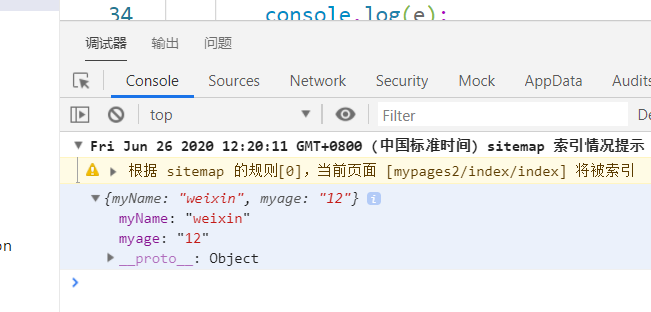 34 console.log(e);
调试器 输出 问题
Console Sources Network Security Mock AppData Audits
top Filter De
Fri Jun 26 2020 12:20:11 GMT+0800 (中国标准时间) sitemap 索引情况提示
根据 sitemap 的规则[0]，当前页面 [mypages2/index/index] 将被索引
{myName: "weixin", myage: "12"}
myName: "weixin"
myage: "12"
on
__proto__: Object